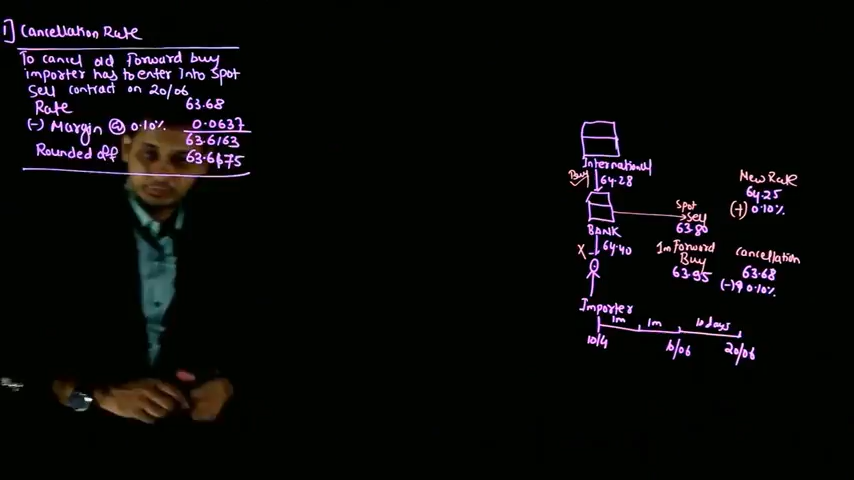 1] Cancellation Rate
To cancel old Forward buy
importer has to enter Into Spot
Sell contract on 20/06
Rate 63.68
(-) Margin @ 0.10% 0.0637
63.6163
Rounded off 63.6175
International
Buy 64.28
BANK
X 64.40
Importer
1m 1m 10 days
10/4 10/06 20/06
Spot
Sell
63.80
1m Forward
Buy
63.95
New Rate
64.25
(+) 0.10%
Cancellation
63.68
(-) 0.10%